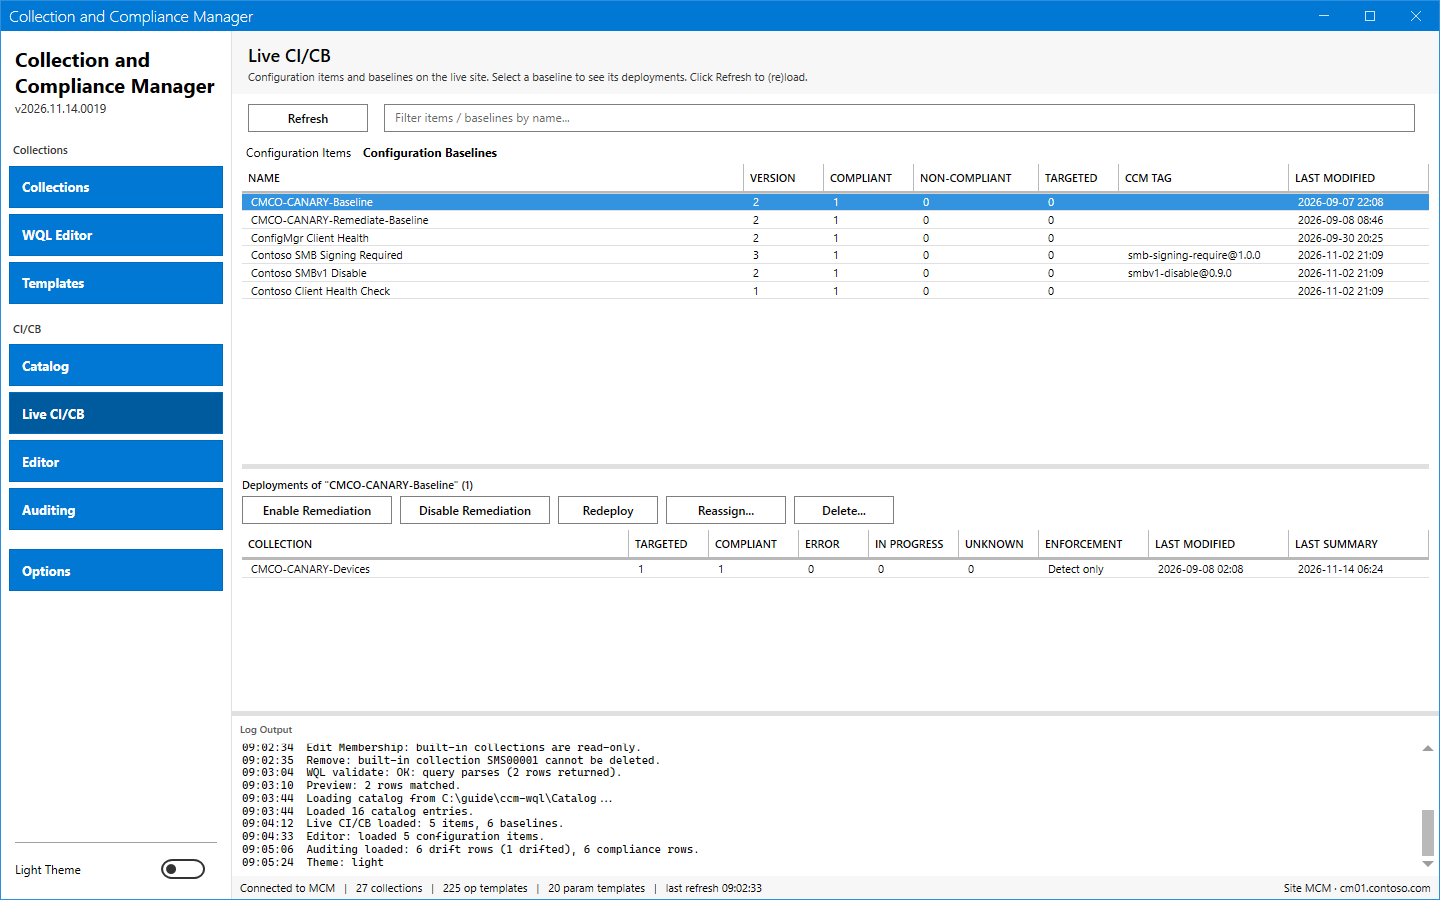 Collection and Compliance Manager
Collection and
Compliance Manager
v2026.11.14.0019
Collections
Collections
WQL Editor
Templates
CI/CB
Catalog
Live CI/CB
Editor
Auditing
Options
Light Theme
Live CI/CB
Configuration items and baselines on the live site. Select a baseline to see its deployments. Click Refresh to (re)load.
Refresh
Filter items / baselines by name...
Configuration Items Configuration Baselines
NAME VERSION COMPLIANT NON-COMPLIANT TARGETED CCM TAG LAST MODIFIED
CMCO-CANARY-Baseline 2 1 0 0 2026-09-07 22:08
CMCO-CANARY-Remediate-Baseline 2 1 0 0 2026-09-08 08:46
ConfigMgr Client Health 2 1 0 0 2026-09-30 20:25
Contoso SMB Signing Required 3 1 0 0 smb-signing-require@1.0.0 2026-11-02 21:09
Contoso SMBv1 Disable 2 1 0 0 smbv1-disable@0.9.0 2026-11-02 21:09
Contoso Client Health Check 1 1 0 0 2026-11-02 21:09
Deployments of "CMCO-CANARY-Baseline" (1)
Enable Remediation Disable Remediation Redeploy Reassign... Delete...
COLLECTION TARGETED COMPLIANT ERROR IN PROGRESS UNKNOWN ENFORCEMENT LAST MODIFIED LAST SUMMARY
CMCO-CANARY-Devices 1 1 0 0 0 Detect only 2026-09-08 02:08 2026-11-14 06:24
Log Output
09:02:34 Edit Membership: built-in collections are read-only.
09:02:35 Remove: built-in collection SMS00001 cannot be deleted.
09:03:04 WQL validate: OK: query parses (2 rows returned).
09:03:10 Preview: 2 rows matched.
09:03:44 Loading catalog from C:\guide\ccm-wql\Catalog...
09:03:44 Loaded 16 catalog entries.
09:04:12 Live CI/CB loaded: 5 items, 6 baselines.
09:04:33 Editor: loaded 5 configuration items.
09:05:06 Auditing loaded: 6 drift rows (1 drifted), 6 compliance rows.
09:05:24 Theme: light
Connected to MCM | 27 collections | 225 op templates | 20 param templates | last refresh 09:02:33
Site MCM · cm01.contoso.com